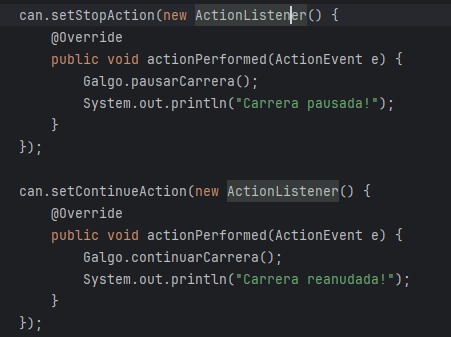 can.setStopAction(new ActionListener() {
    @Override
    public void actionPerformed(ActionEvent e) {
        Galgo.pausarCarrera();
        System.out.println("Carrera pausada!");
    }
});

can.setContinueAction(new ActionListener() {
    @Override
    public void actionPerformed(ActionEvent e) {
        Galgo.continuarCarrera();
        System.out.println("Carrera reanudada!");
    }
});